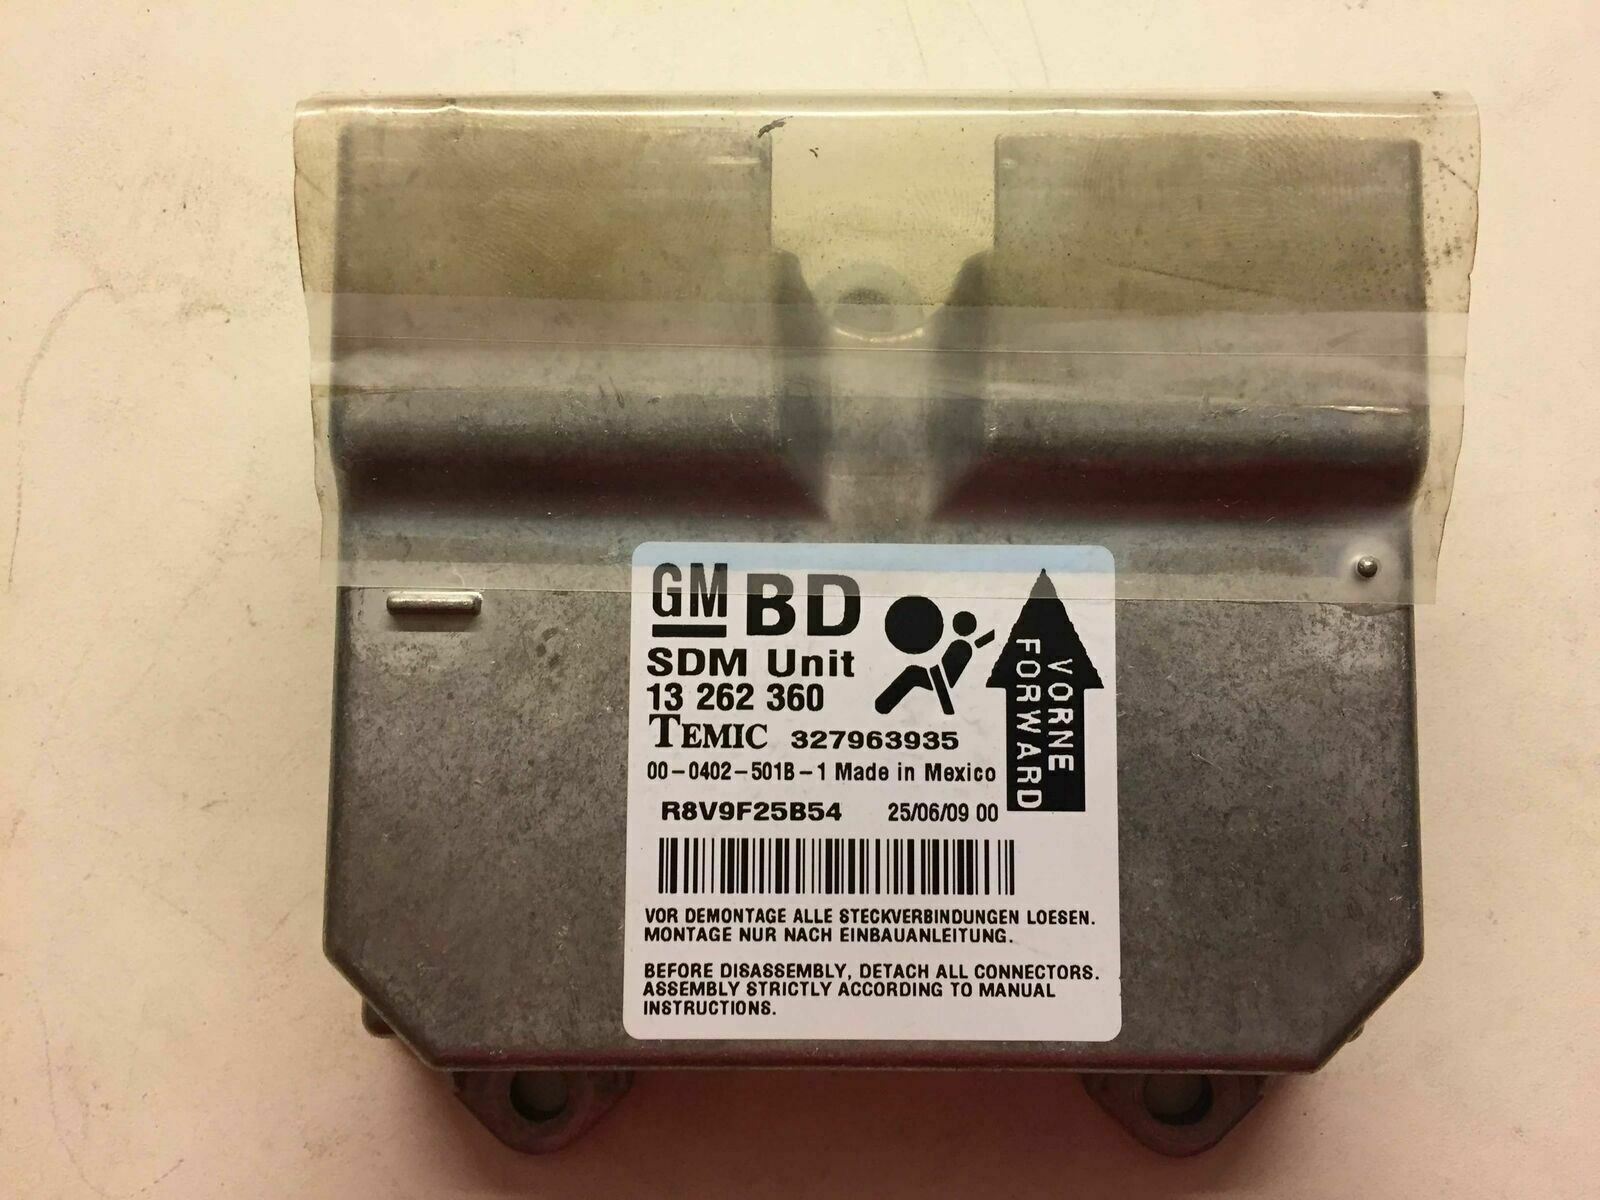 GM BD
SDM Unit
13 262 360
TEMIC 327963935
00-0402-501B-1 Made in Mexico
R8V9F25B54 25/06/09 00
VORNE
FORWARD
VOR DEMONTAGE ALLE STECKVERBINDUNGEN LOESEN.
MONTAGE NUR NACH EINBAUANLEITUNG.
BEFORE DISASSEMBLY, DETACH ALL CONNECTORS.
ASSEMBLY STRICTLY ACCORDING TO MANUAL
INSTRUCTIONS.